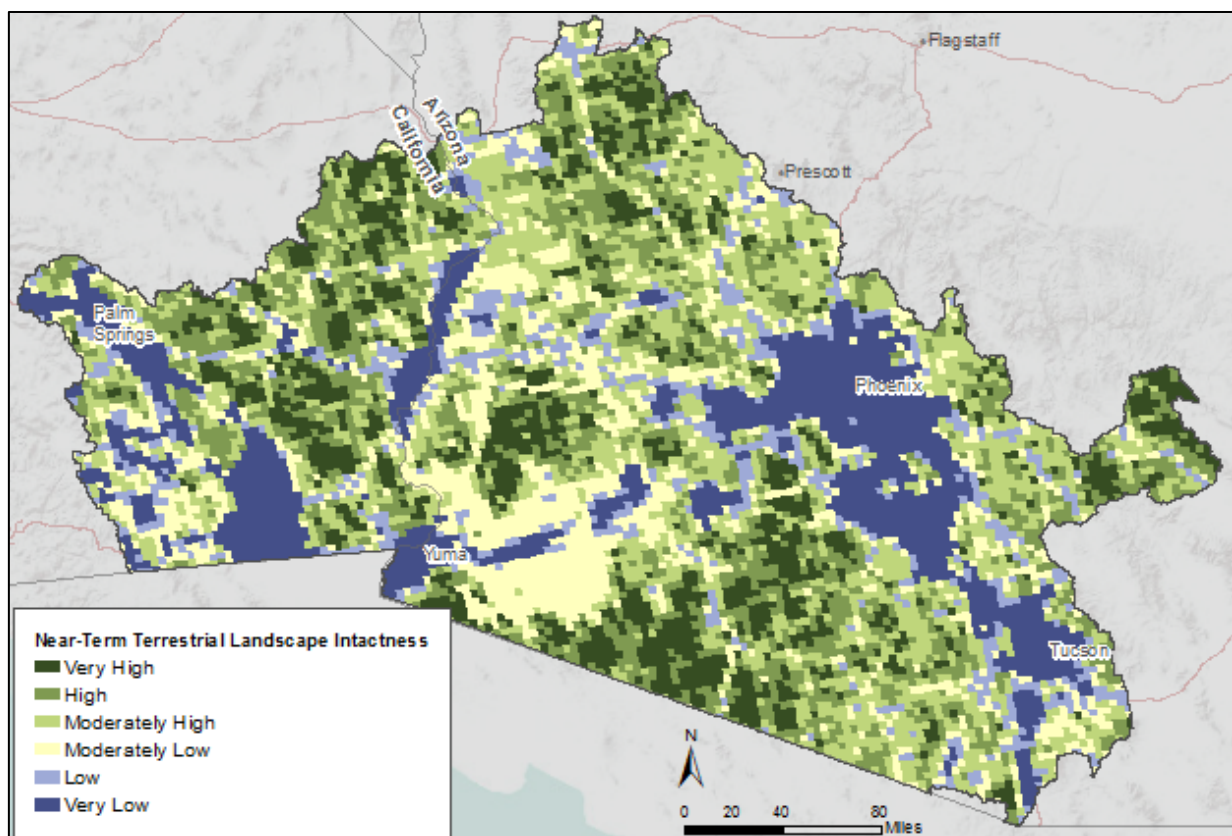 Flagstaff
Arizona
California
Prescott
Palm
Springs
Phoenix
Yuma
Tucson
Near-Term Terrestrial Landscape Intactness
Very High
High
Moderately High
Moderately Low
Low
Very Low
N
0 20 40 80
Miles